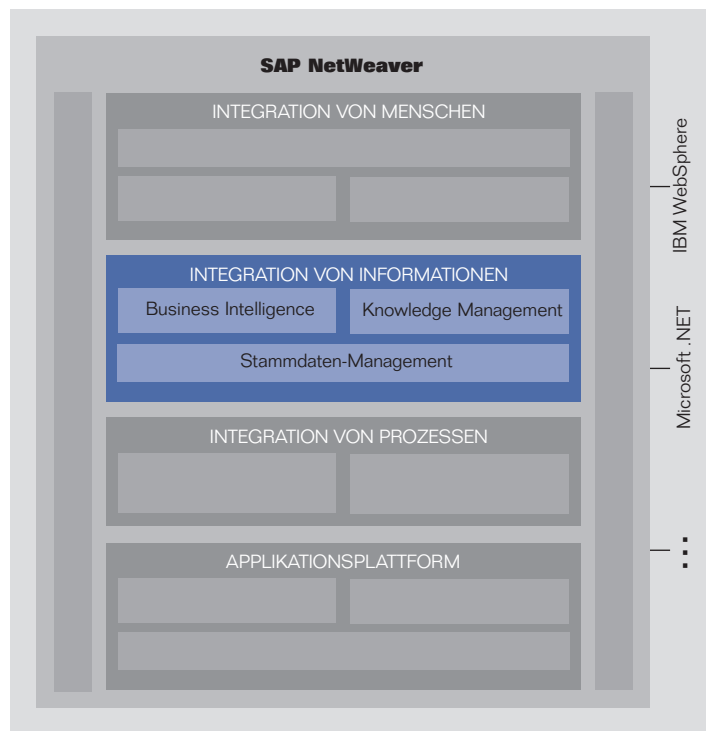 SAP NetWeaver
INTEGRATION VON MENSCHEN
INTEGRATION VON INFORMATIONEN
Business Intelligence
Knowledge Management
Stammdaten-Management
INTEGRATION VON PROZESSEN
APPLIKATIONSPLATTFORM
IBM WebSphere
Microsoft .NET
...